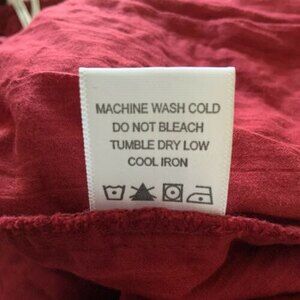 MACHINE WASH COLD
DO NOT BLEACH
TUMBLE DRY LOW
COOL IRON